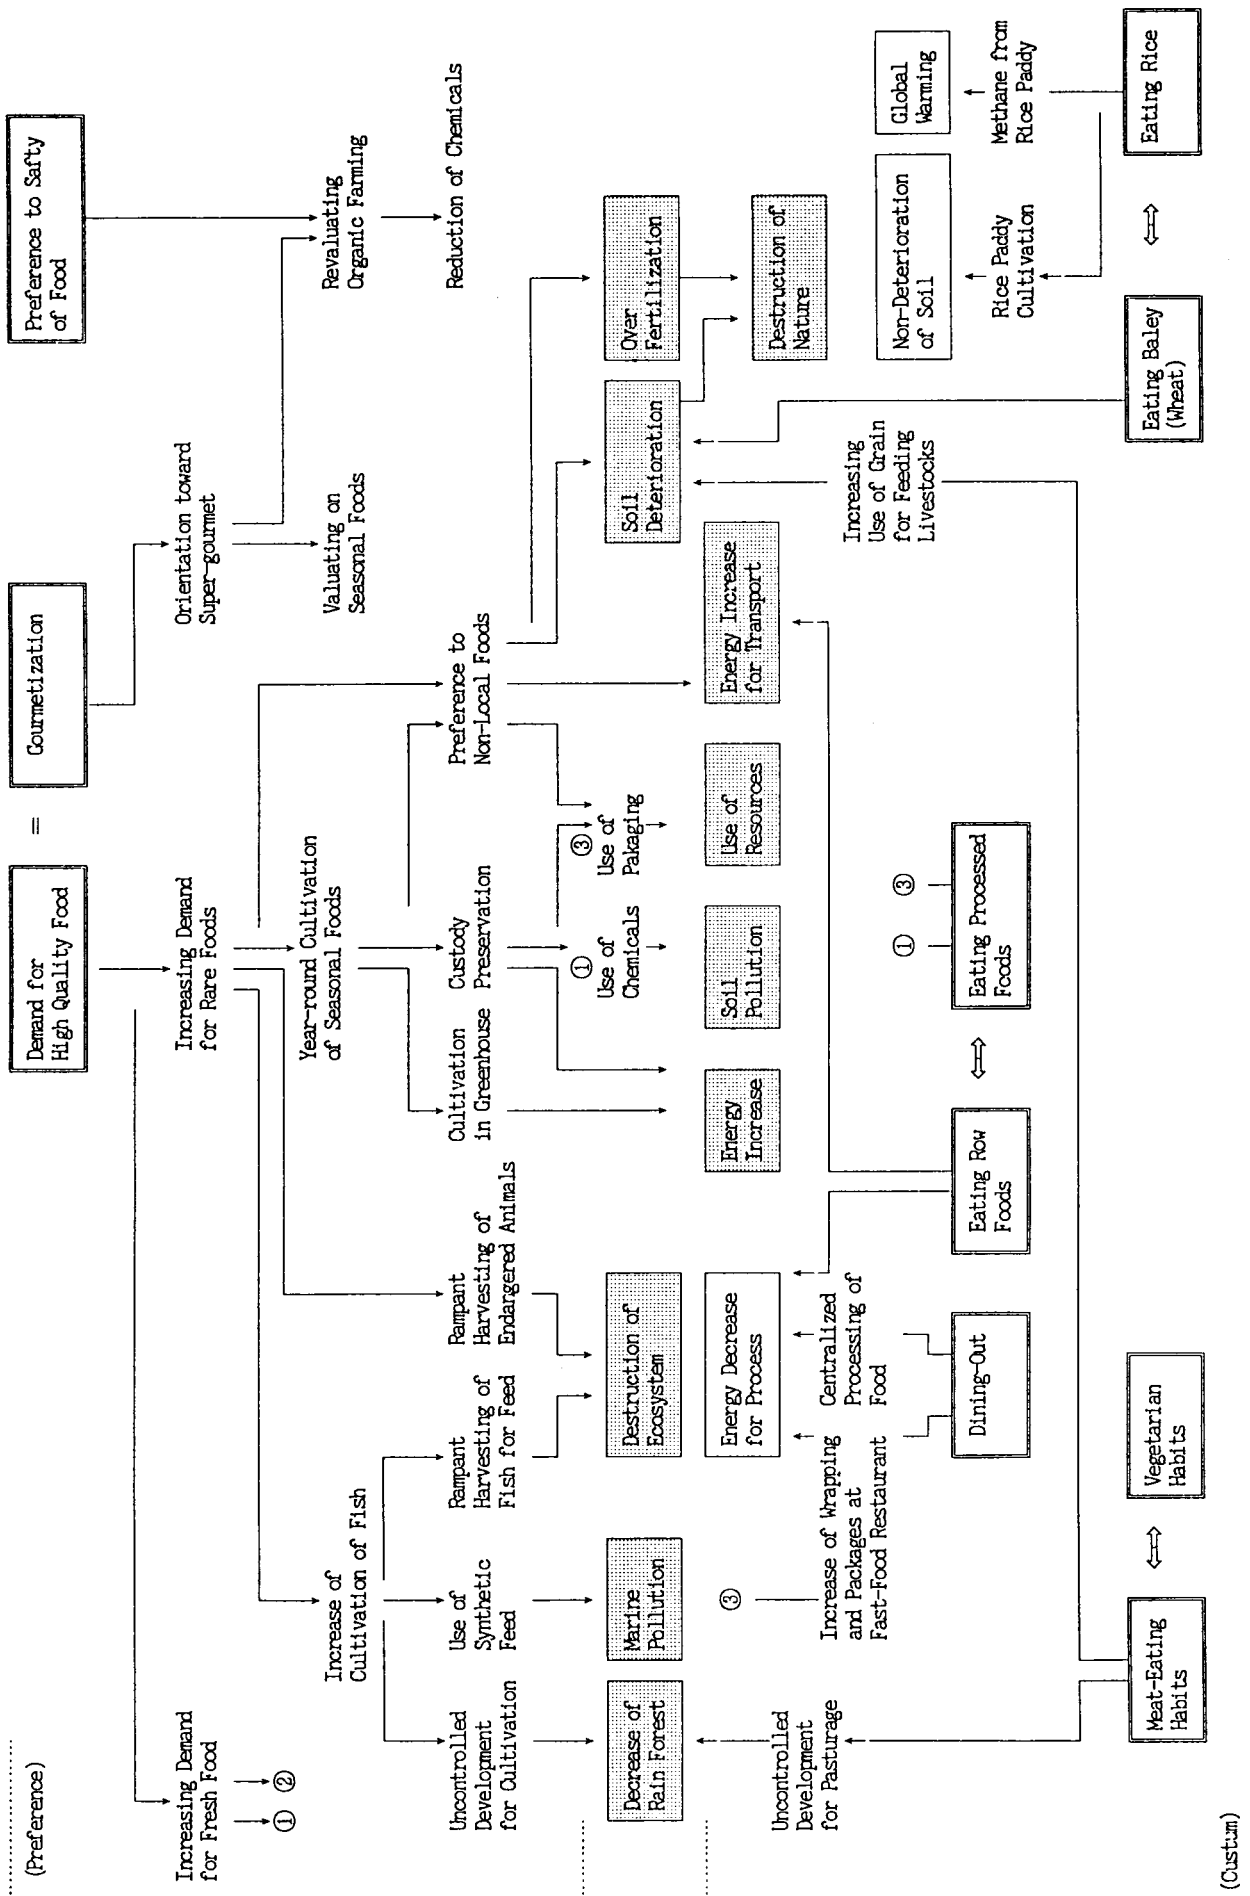 (Preference)
Demand for
High Quality Food
=
Gourmetization
Preference to Safty
of Food
Increasing Demand
for Fresh Food
①
②
Increasing Demand
for Rare Foods
Orientation toward
Super-gourmet
Increase of
Cultivation of Fish
Year-round Cultivation
of Seasonal Foods
Valuating on
Seasonal Foods
Revaluating
Organic Farming
Uncontrolled
Development
for Cultivation
Use of
Synthetic
Feed
Rampant
Harvesting of
Fish for Feed
Rampant
Harvesting of
Endangered Animals
Cultivation
in Greenhouse
Custody
Preservation
Preference to
Non-Local Foods
Reduction of Chemicals
①
Use of
Chemicals
③
Use of
Pakaging
Decrease of
Rain Forest
Marine
Pollution
Destruction of
Ecosystem
Soil
Deterioration
Over
Fertilization
Energy Decrease
for Process
Energy
Increase
Soil
Pollution
Use of
Resources
Energy Increase
for Transport
Destruction of
Nature
③
Uncontrolled
Development
for Pasturage
Increase of Wrapping
and Packages at
Fast-Food Restaurant
Centralized
Processing of
Food
Increasing
Use of Grain
for Feeding
Livestocks
Non-Deterioration
of Soil
Global
Warming
①
③
Dining-Out
Eating Row
Foods
Eating Processed
Foods
Rice Paddy
Cultivation
Methane from
Rice Paddy
Meat-Eating
Habits
Vegetarian
Habits
Eating Baley
(Wheat)
Eating Rice
(Custum)